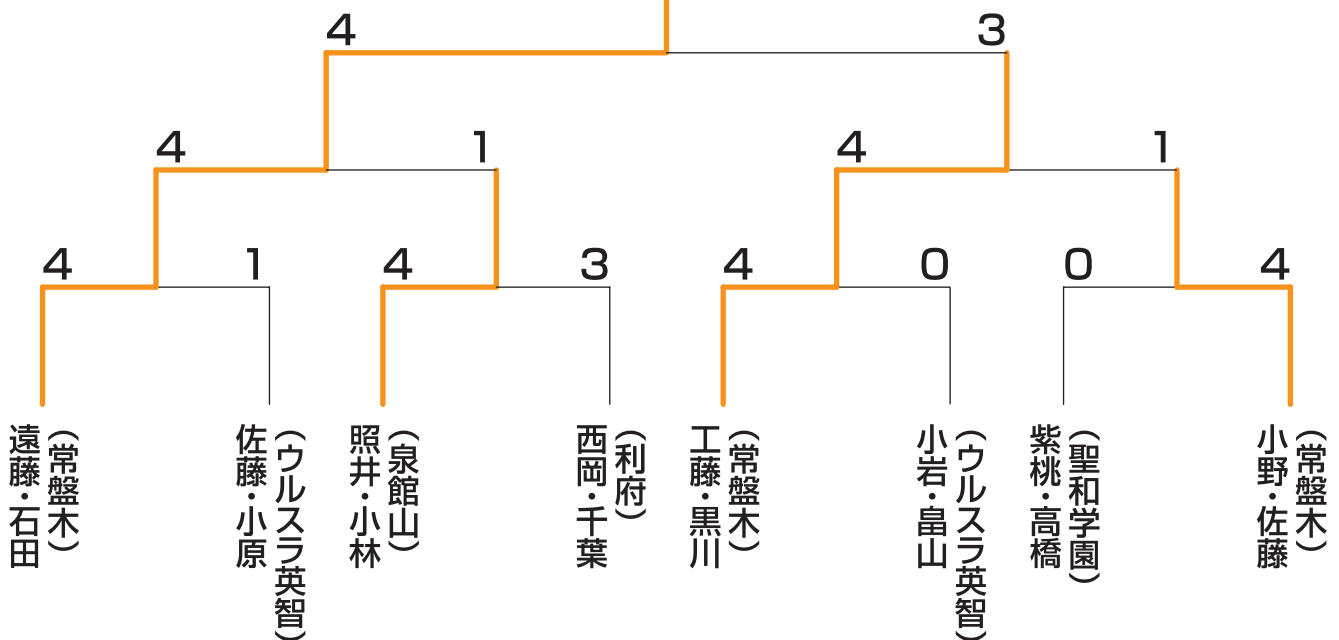 4
3
4
1
4
1
4
1
4
3
4
0
0
4
遠藤・石田
（常盤木）
佐藤・小原
（ウルスラ英智）
照井・小林
（泉館山）
西岡・千葉
（利府）
工藤・黒川
（常盤木）
小岩・畠山
（ウルスラ英智）
紫桃・高橋
（聖和学園）
小野・佐藤
（常盤木）